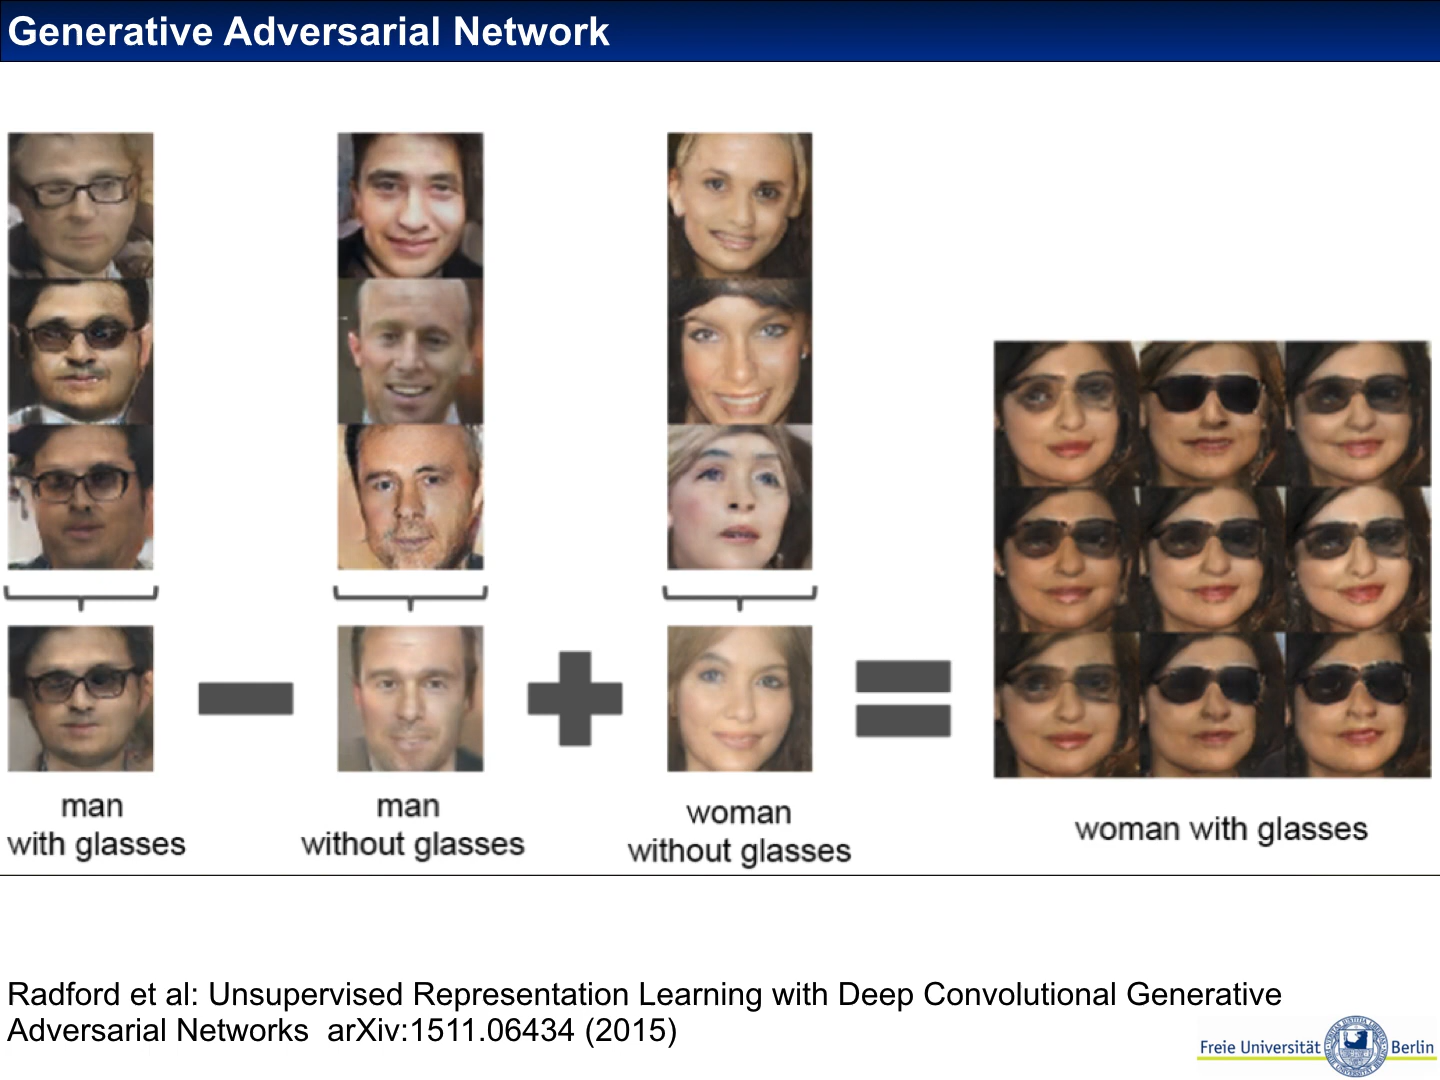 Generative Adversarial Network
man
with glasses
man
without glasses
woman
without glasses
woman with glasses
Radford et al: Unsupervised Representation Learning with Deep Convolutional Generative
Adversarial Networks  arXiv:1511.06434 (2015)
Freie Universität Berlin